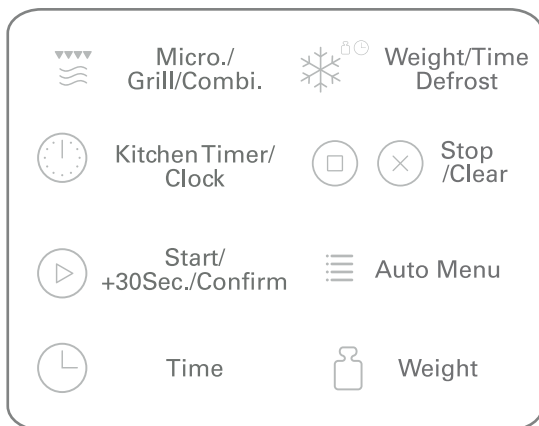 Micro./
Grill/Combi.
Weight/Time
Defrost
Kitchen Timer/
Clock
Stop
/Clear
Start/
+30Sec./Confirm
Auto Menu
Time
Weight